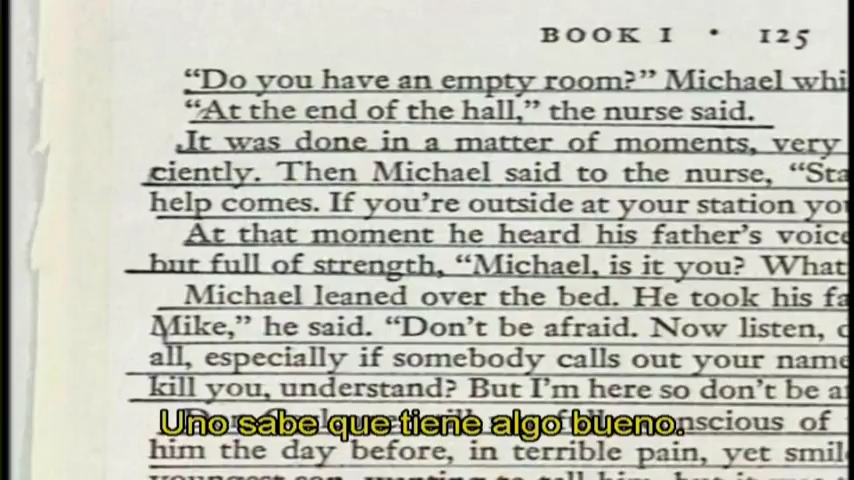 BOOK I • 125
"Do you have an empty room?" Michael whi
"At the end of the hall," the nurse said.
It was done in a matter of moments, very
ciently. Then Michael said to the nurse, "Sta
help comes. If you're outside at your station you
At that moment he heard his father's voice
but full of strength, "Michael, is it you? What
Michael leaned over the bed. He took his fa
Mike," he said. "Don't be afraid. Now listen,
all, especially if somebody calls out your name
kill you, understand? But I'm here so don't be a
Uno sabe que tiene algo bueno.
nscious of
him the day before, in terrible pain, yet smil